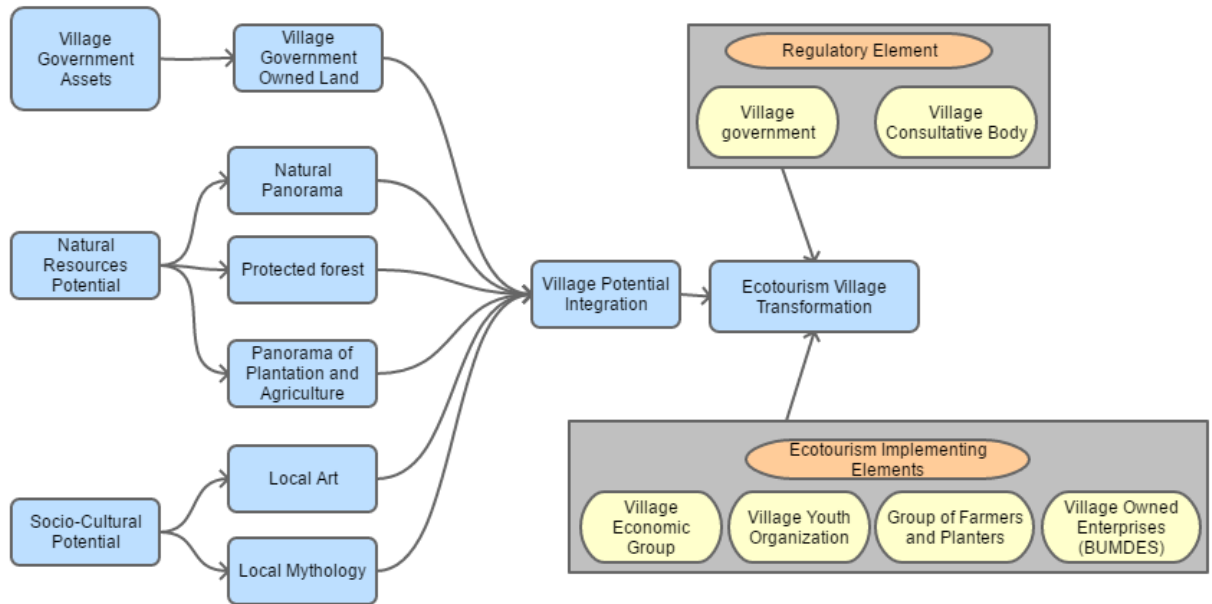 Village
Government
Assets
Village
Government
Owned Land
Natural
Resources
Potential
Natural
Panorama
Protected forest
Panorama of
Plantation and
Agriculture
Socio-Cultural
Potential
Local Art
Local Mythology
Village Potential
Integration
Ecotourism Village
Transformation
Regulatory Element
Village
government
Village
Consultative Body
Ecotourism Implementing
Elements
Village
Economic
Group
Village Youth
Organization
Group of Farmers
and Planters
Village Owned
Enterprises
(BUMDES)